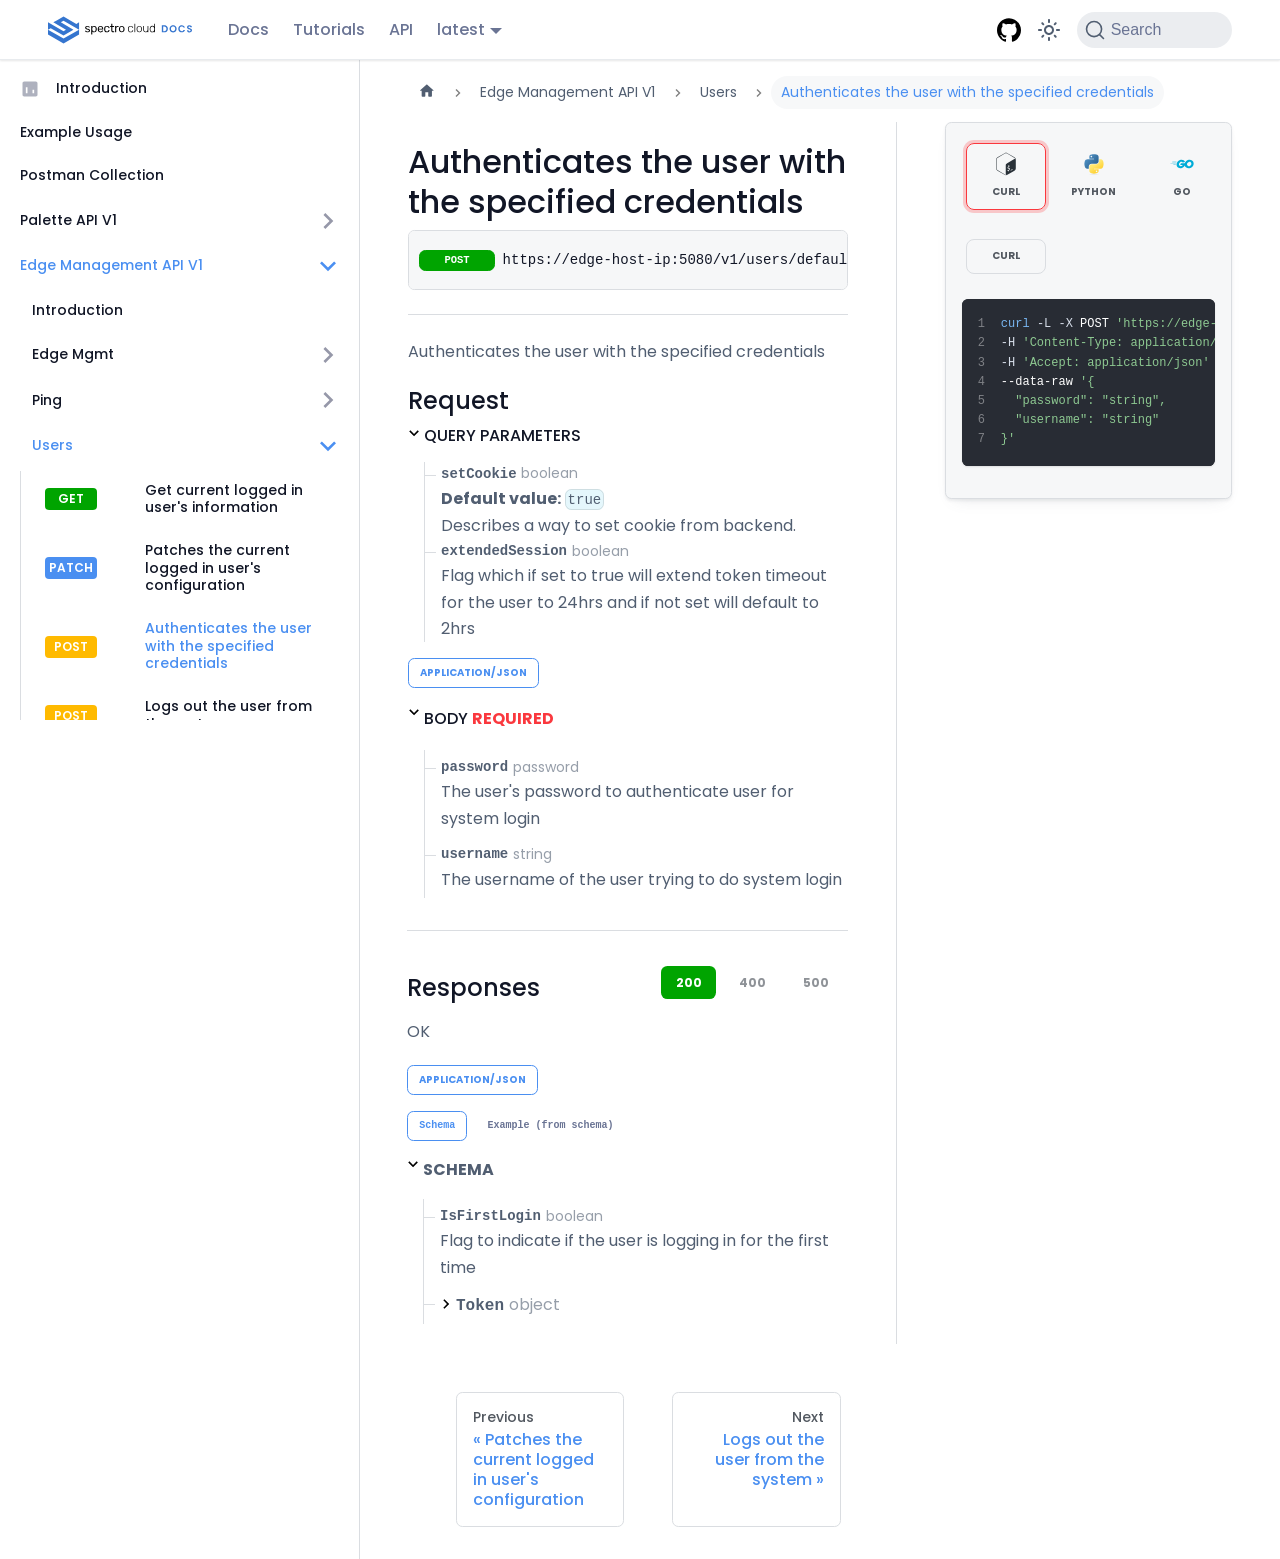 spectro cloud DOCS
Docs
Tutorials
API
latest
Search
Introduction
Example Usage
Postman Collection
Palette API V1
Edge Management API V1
Introduction
Edge Mgmt
Ping
Users
GET
Get current logged in
user's information
PATCH
Patches the current
logged in user's
configuration
POST
Authenticates the user
with the specified
credentials
POST
Logs out the user from
Edge Management API V1
Users
Authenticates the user with the specified credentials
Authenticates the user with
the specified credentials
POST https://edge-host-ip:5080/v1/users/defaul
Authenticates the user with the specified credentials
Request
QUERY PARAMETERS
setCookie boolean
Default value: true
Describes a way to set cookie from backend.
extendedSession boolean
Flag which if set to true will extend token timeout
for the user to 24hrs and if not set will default to
2hrs
APPLICATION/JSON
BODY REQUIRED
password password
The user's password to authenticate user for
system login
username string
The username of the user trying to do system login
Responses
200
400
500
OK
APPLICATION/JSON
Schema
Example (from schema)
SCHEMA
IsFirstLogin boolean
Flag to indicate if the user is logging in for the first
time
Token object
Previous
« Patches the
current logged
in user's
configuration
Next
Logs out the
user from the
system »
CURL
PYTHON
GO
CURL
1 curl -L -X POST 'https://edge-
2 -H 'Content-Type: application/
3 -H 'Accept: application/json'
4 --data-raw '{
5 "password": "string",
6 "username": "string"
7 }'